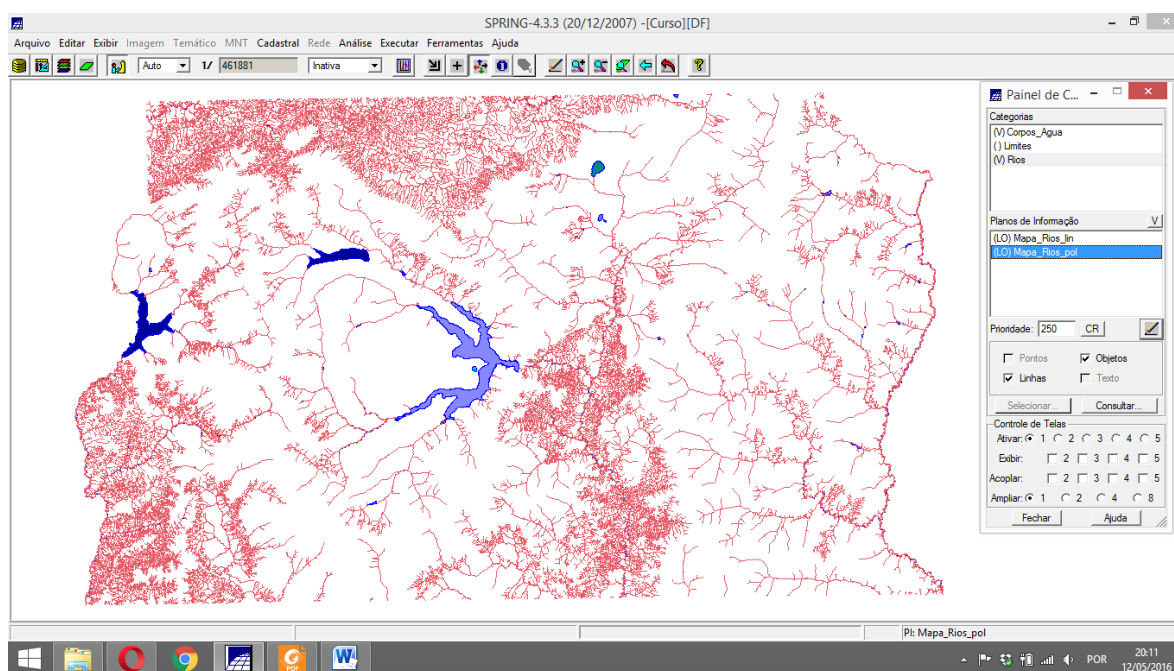 SPRING-4.3.3 (20/12/2007) -[Curso][DF]
Arquivo Editar Exibir Imagem Temático MNT Cadastral Rede Análise Executar Ferramentas Ajuda
Auto 1/ 461881 Inativa
Painel de C...
Categorias
(V) Corpos_Agua
( ) Limites
(V) Rios
Planos de Informação V
(LO) Mapa_Rios_lin
(LO) Mapa_Rios_pol
Prioridade: 250 CR
Pontos Objetos
Linhas Texto
Selecionar... Consultar...
Controle de Telas
Ativar: 1 2 3 4 5
Exibir: 2 3 4 5
Acoplar: 2 3 4 5
Ampliar: 1 2 4 8
Fechar Ajuda
PI: Mapa_Rios_pol
PDF
POR
20:11
12/05/2016